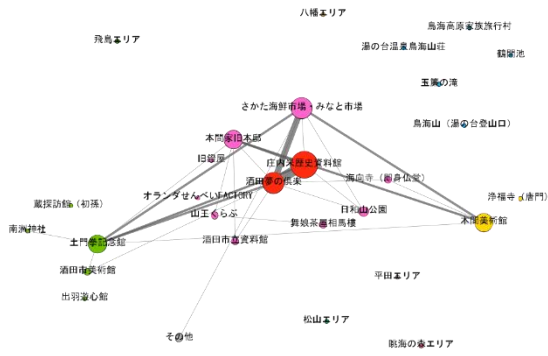 八幡エリア
鳥海高原家族旅行村
飛島エリア
湯の台温泉鳥海山荘
鶴間池
玉簾の滝
さかた海鮮市場・みなと市場
鳥海山（湯の台登山口）
本間家旧本邸
旧鐙屋
庄内米歴史資料館
酒田夢の倶楽
海向寺（即身仏堂）
オランダせんべいFACTORY
浄福寺（唐門）
蔵探訪館（初孫）
山王くらぶ
日和山公園
南洲神社
舞娘茶屋相馬樓
本間美術館
土門拳記念館
酒田市立資料館
酒田市美術館
平田エリア
出羽遊心館
松山エリア
その他
眺海の森エリア